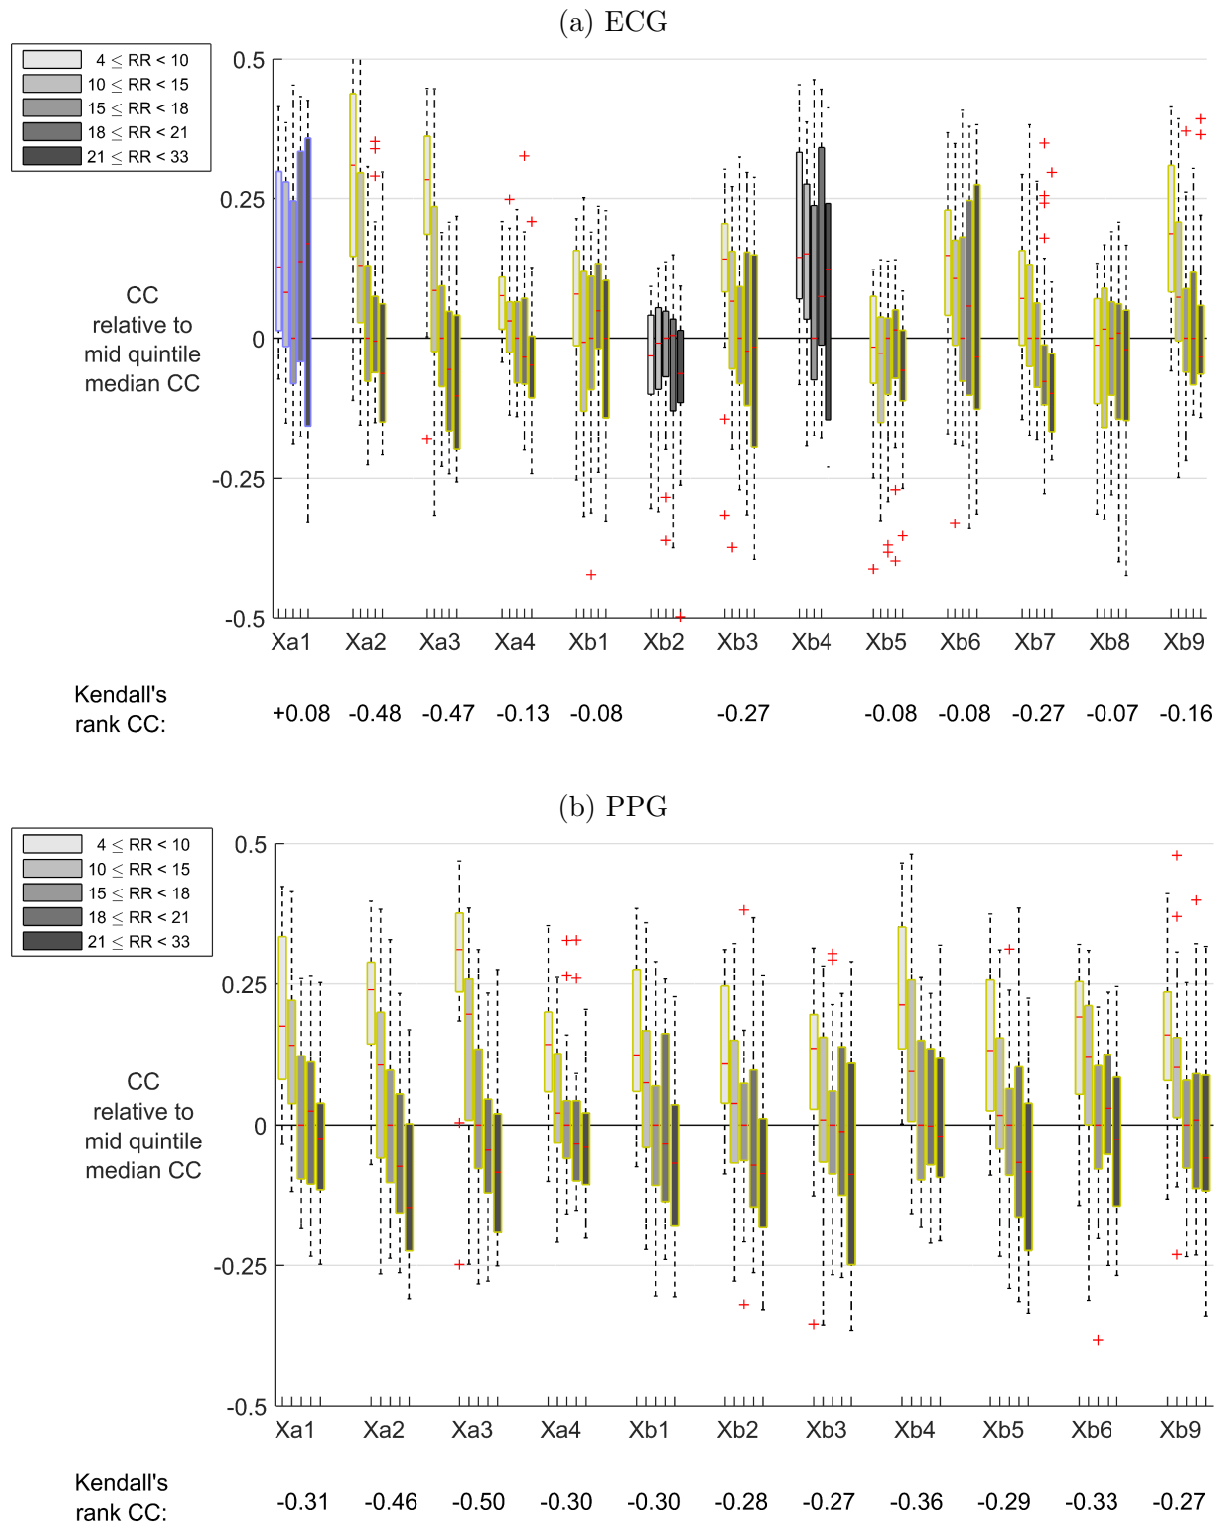 (a) ECG
4 ≤ RR < 10
10 ≤ RR < 15
15 ≤ RR < 18
18 ≤ RR < 21
21 ≤ RR < 33
0.5
0.25
0
-0.25
-0.5
CC
relative to
mid quintile
median CC
Xa1 Xa2 Xa3 Xa4 Xb1 Xb2 Xb3 Xb4 Xb5 Xb6 Xb7 Xb8 Xb9
Kendall's
rank CC:
+0.08 -0.48 -0.47 -0.13 -0.08 -0.27 -0.08 -0.08 -0.27 -0.07 -0.16
(b) PPG
4 ≤ RR < 10
10 ≤ RR < 15
15 ≤ RR < 18
18 ≤ RR < 21
21 ≤ RR < 33
0.5
0.25
0
-0.25
-0.5
CC
relative to
mid quintile
median CC
Xa1 Xa2 Xa3 Xa4 Xb1 Xb2 Xb3 Xb4 Xb5 Xb6 Xb9
Kendall's
rank CC:
-0.31 -0.46 -0.50 -0.30 -0.30 -0.28 -0.27 -0.36 -0.29 -0.33 -0.27